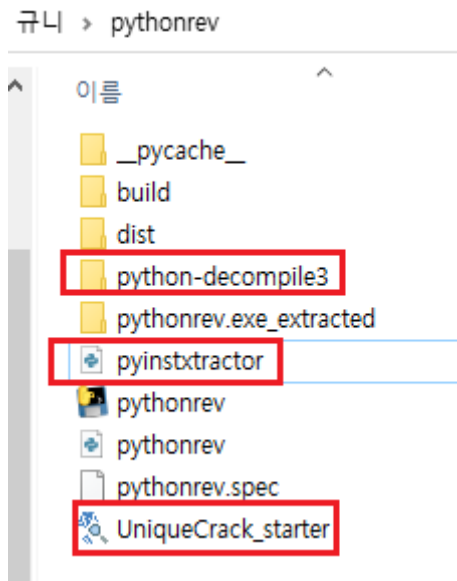 규니 › pythonrev
이름
__pycache__
build
dist
python-decompile3
pythonrev.exe_extracted
pyinstxtractor
pythonrev
pythonrev
pythonrev.spec
UniqueCrack_starter